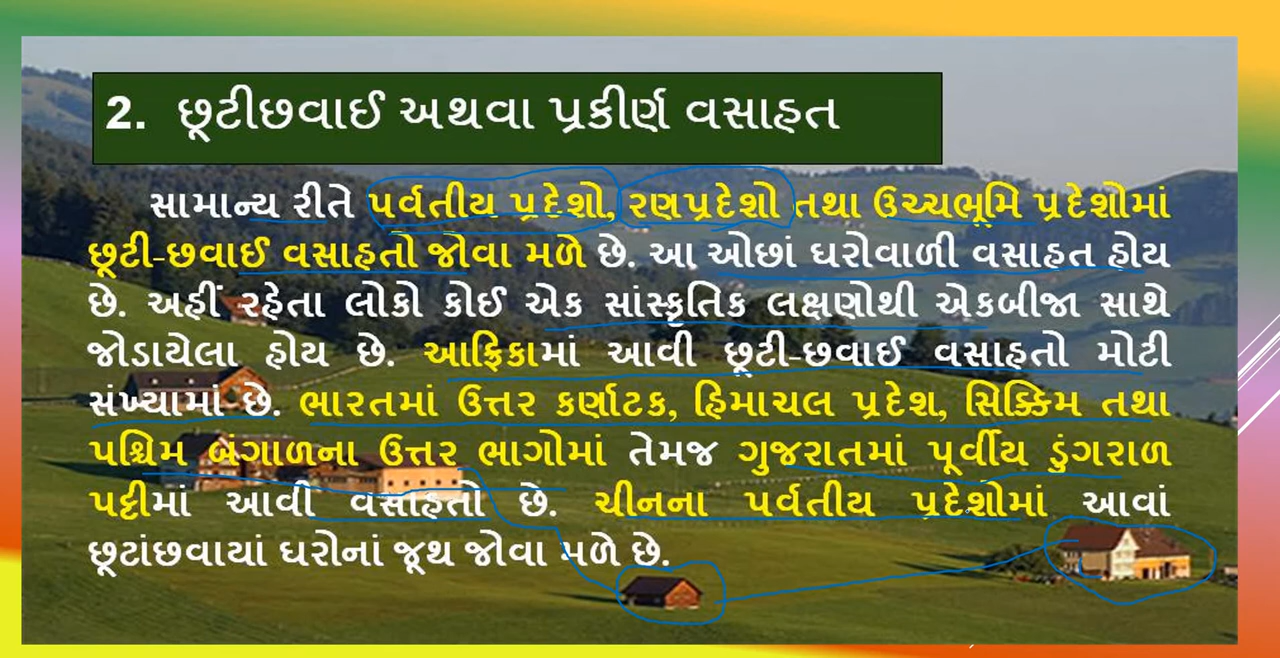 2. છૂટીછવાઈ અથવા પ્રકીર્ણ વસાહત
સામાન્ય રીતે પર્વતીય પ્રદેશો, રણપ્રદેશો તથા ઉચ્ચભૂમિ પ્રદેશોમાં
છૂટી-છવાઈ વસાહતો જોવા મળે છે. આ ઓછાં ઘરોવાળી વસાહત હોય
છે. અહીં રહેતા લોકો કોઈ એક સાંસ્કૃતિક લક્ષણોથી એકબીજા સાથે
જોડાયેલા હોય છે. આફ્રિકામાં આવી છૂટી-છવાઈ વસાહતો મોટી
સંખ્યામાં છે. ભારતમાં ઉત્તર કર્ણાટક, હિમાચલ પ્રદેશ, સિક્કિમ તથા
પશ્ચિમ બંગાળના ઉત્તર ભાગોમાં તેમજ ગુજરાતમાં પૂર્વીય ડુંગરાળ
પટ્ટીમાં આવી વસાહતો છે. ચીનના પર્વતીય પ્રદેશોમાં આવાં
છૂટાંછવાયાં ઘરોનાં જૂથ જોવા મળે છે.